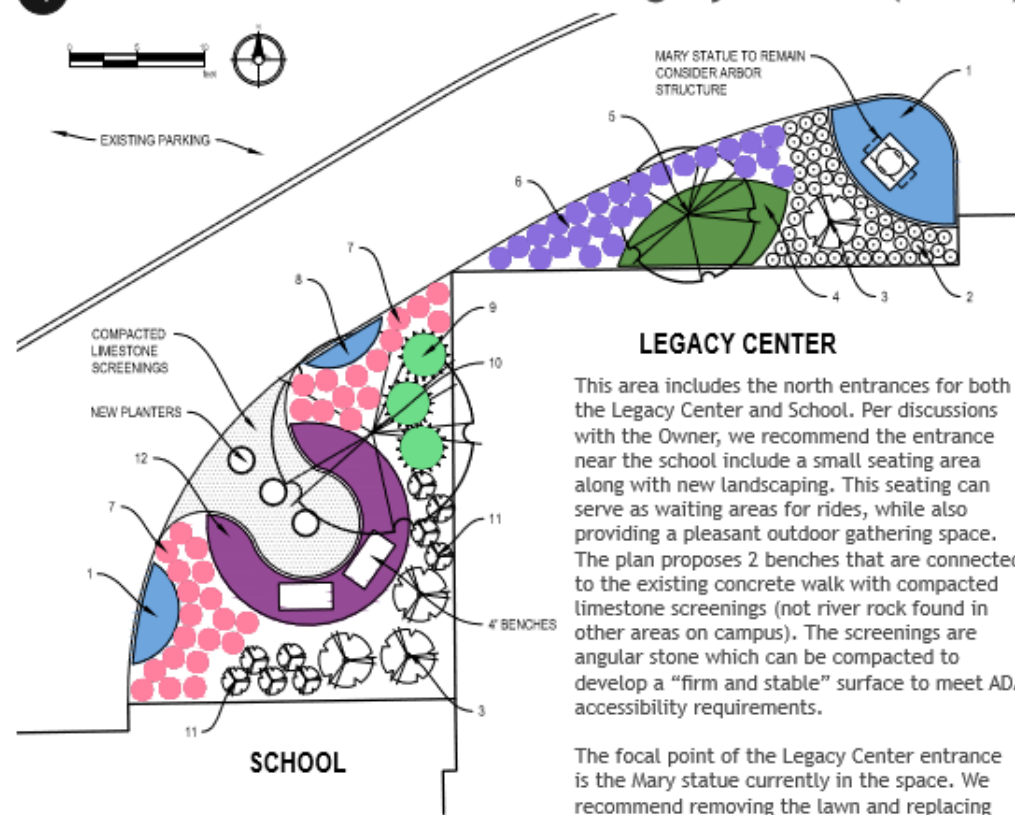 0 5 10
feet
N
MARY STATUE TO REMAIN
CONSIDER ARBOR
STRUCTURE
1
EXISTING PARKING
5
6
7
8
9
4
3
2
COMPACTED
LIMESTONE
SCREENINGS
10
NEW PLANTERS
12
7
11
1
4' BENCHES
3
11
SCHOOL
LEGACY CENTER
This area includes the north entrances for both
the Legacy Center and School. Per discussions
with the Owner, we recommend the entrance
near the school include a small seating area
along with new landscaping. This seating can
serve as waiting areas for rides, while also
providing a pleasant outdoor gathering space.
The plan proposes 2 benches that are connected
to the existing concrete walk with compacted
limestone screenings (not river rock found in
other areas on campus). The screenings are
angular stone which can be compacted to
develop a “firm and stable” surface to meet ADA
accessibility requirements.
The focal point of the Legacy Center entrance
is the Mary statue currently in the space. We
recommend removing the lawn and replacing